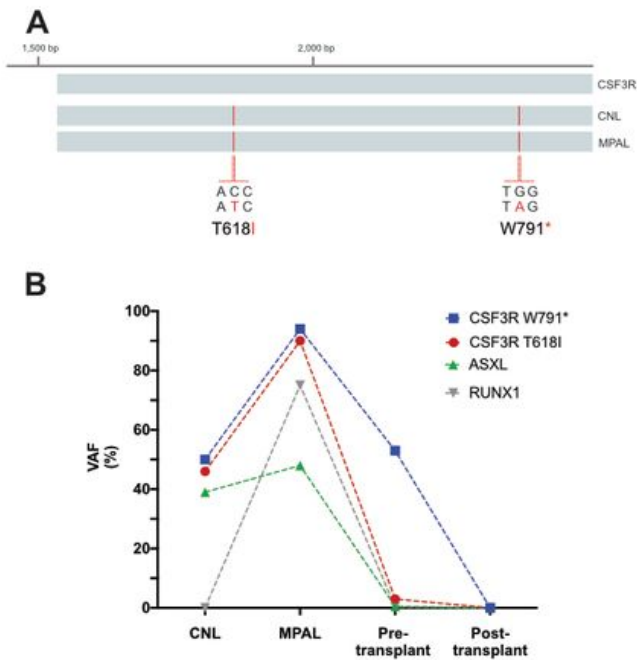 A
1,500 bp 2,000 bp
CSF3R
CNL
MPAL
ACC TGG
ATC TAG
T618I W791*
B
100
80
60
40
20
0
VAF
(%)
CSF3R W791*
CSF3R T618I
ASXL
RUNX1
CNL MPAL Pre- Post-
transplant transplant